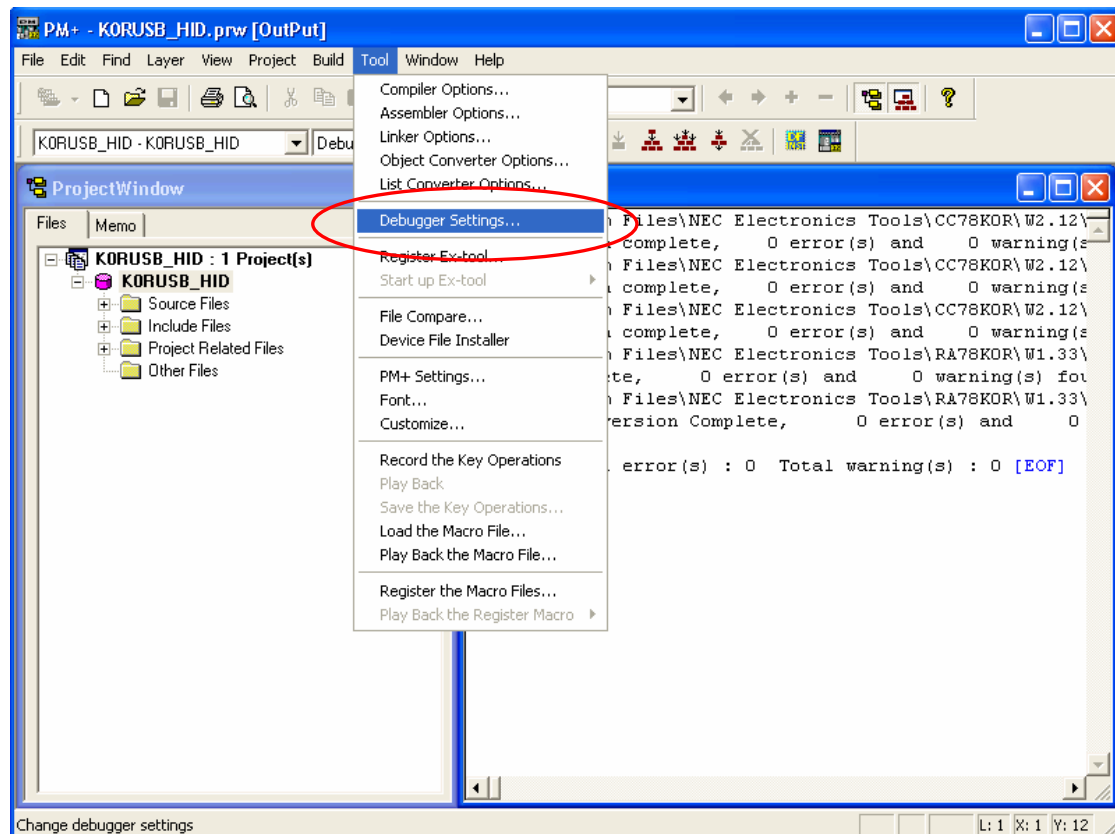 PM+ - K0RUSB_HID.prw [OutPut]
File Edit Find Layer View Project Build Tool Window Help
K0RUSB_HID - K0RUSB_HID Debu
Compiler Options...
Assembler Options...
Linker Options...
Object Converter Options...
List Converter Options...
Debugger Settings...
Register Ex-tool...
Start up Ex-tool
File Compare...
Device File Installer
PM+ Settings...
Font...
Customize...
Record the Key Operations
Play Back
Save the Key Operations...
Load the Macro File...
Play Back the Macro File...
Register the Macro Files...
Play Back the Register Macro
ProjectWindow
Files Memo
K0RUSB_HID : 1 Project(s)
K0RUSB_HID
Source Files
Include Files
Project Related Files
Other Files
Files\NEC Electronics Tools\CC78K0R\W2.12\
complete, 0 error(s) and 0 warning(s
Files\NEC Electronics Tools\CC78K0R\W2.12\
complete, 0 error(s) and 0 warning(s
Files\NEC Electronics Tools\CC78K0R\W2.12\
complete, 0 error(s) and 0 warning(s
Files\NEC Electronics Tools\RA78K0R\W1.33\
te, 0 error(s) and 0 warning(s) fou
Files\NEC Electronics Tools\RA78K0R\W1.33\
ersion Complete, 0 error(s) and 0
error(s) : 0 Total warning(s) : 0 [EOF]
Change debugger settings
L: 1 X: 1 Y: 12